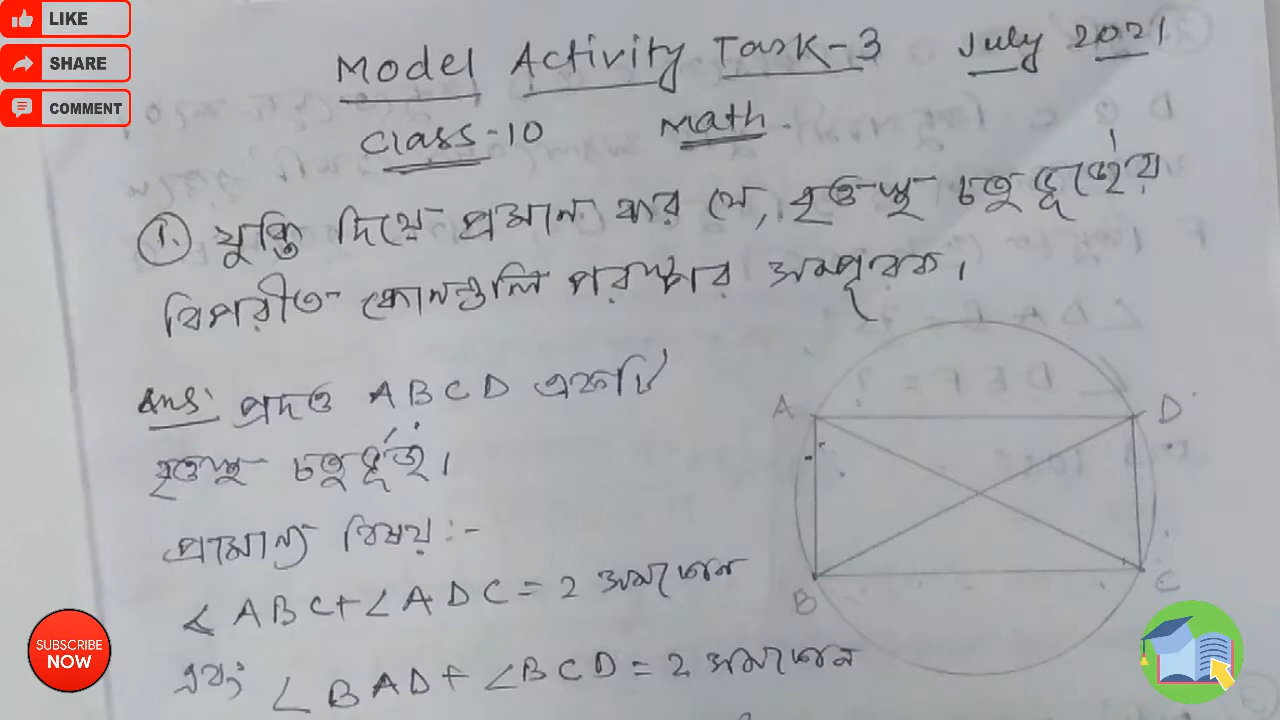 LIKE
SHARE
COMMENT
Model Activity Task-3 July 2021
Class-10 Math
1. যুক্তি দিয়ে প্রমান কর যে, বৃত্তস্থ চতুর্ভুজের
বিপরীত কোনগুলি পরস্পর সম্পূরক।
Ans: প্রদত্ত ABCD একটি
বৃত্তস্থ চতুর্ভুজ।
প্রামান্য বিষয়:-
∠ABC+∠ADC=2 সমকোন
এবং ∠BAD+∠BCD=2 সমকোন
A
D
B
C
SUBSCRIBE
NOW